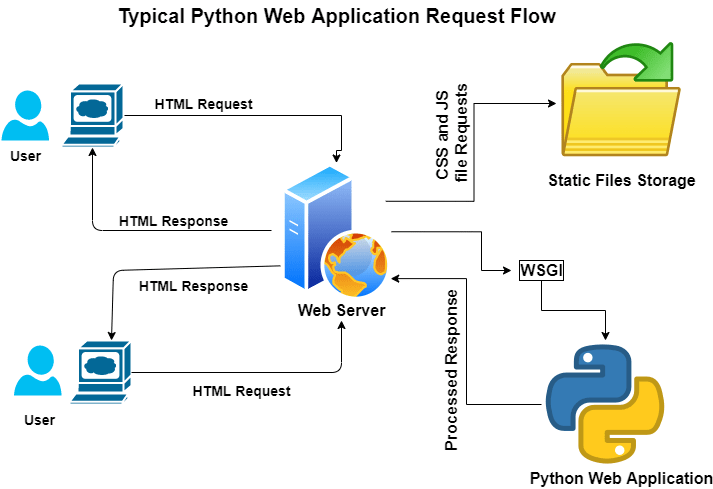 Typical Python Web Application Request Flow
HTML Request
User
HTML Response
CSS and JS
file Requests
Static Files Storage
WSGI
HTML Response
Web Server
User
HTML Request
Processed Response
Python Web Application